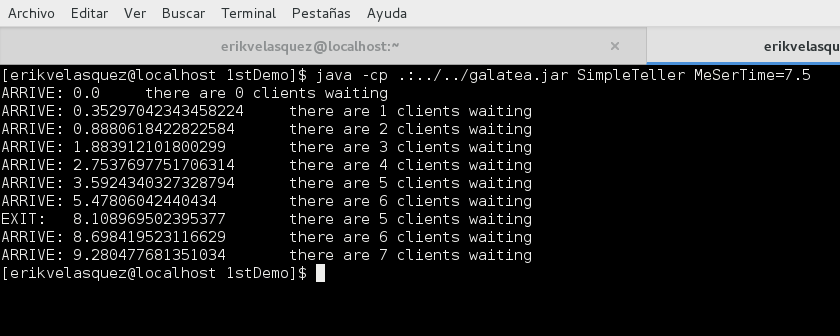 Archivo Editar Ver Buscar Terminal Pestañas Ayuda
erikvelasquez@localhost:~ × erikvelasqu
[erikvelasquez@localhost 1stDemo]$ java -cp .:../../galatea.jar SimpleTeller MeSerTime=7.5
ARRIVE: 0.0 there are 0 clients waiting
ARRIVE: 0.35297042343458224 there are 1 clients waiting
ARRIVE: 0.8880618422822584 there are 2 clients waiting
ARRIVE: 1.883912101800299 there are 3 clients waiting
ARRIVE: 2.7537697751706314 there are 4 clients waiting
ARRIVE: 3.5924340327328794 there are 5 clients waiting
ARRIVE: 5.47806042440434 there are 6 clients waiting
EXIT: 8.108969502395377 there are 5 clients waiting
ARRIVE: 8.698419523116629 there are 6 clients waiting
ARRIVE: 9.280477681351034 there are 7 clients waiting
[erikvelasquez@localhost 1stDemo]$